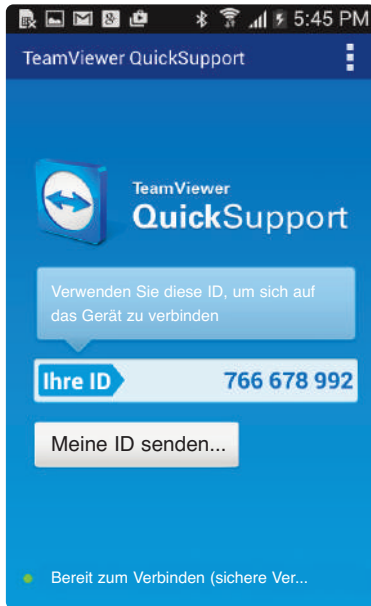 5:45 PM
TeamViewer QuickSupport
TeamViewer
QuickSupport
Verwenden Sie diese ID, um sich auf
das Gerät zu verbinden
Ihre ID 766 678 992
Meine ID senden...
Bereit zum Verbinden (sichere Ver...